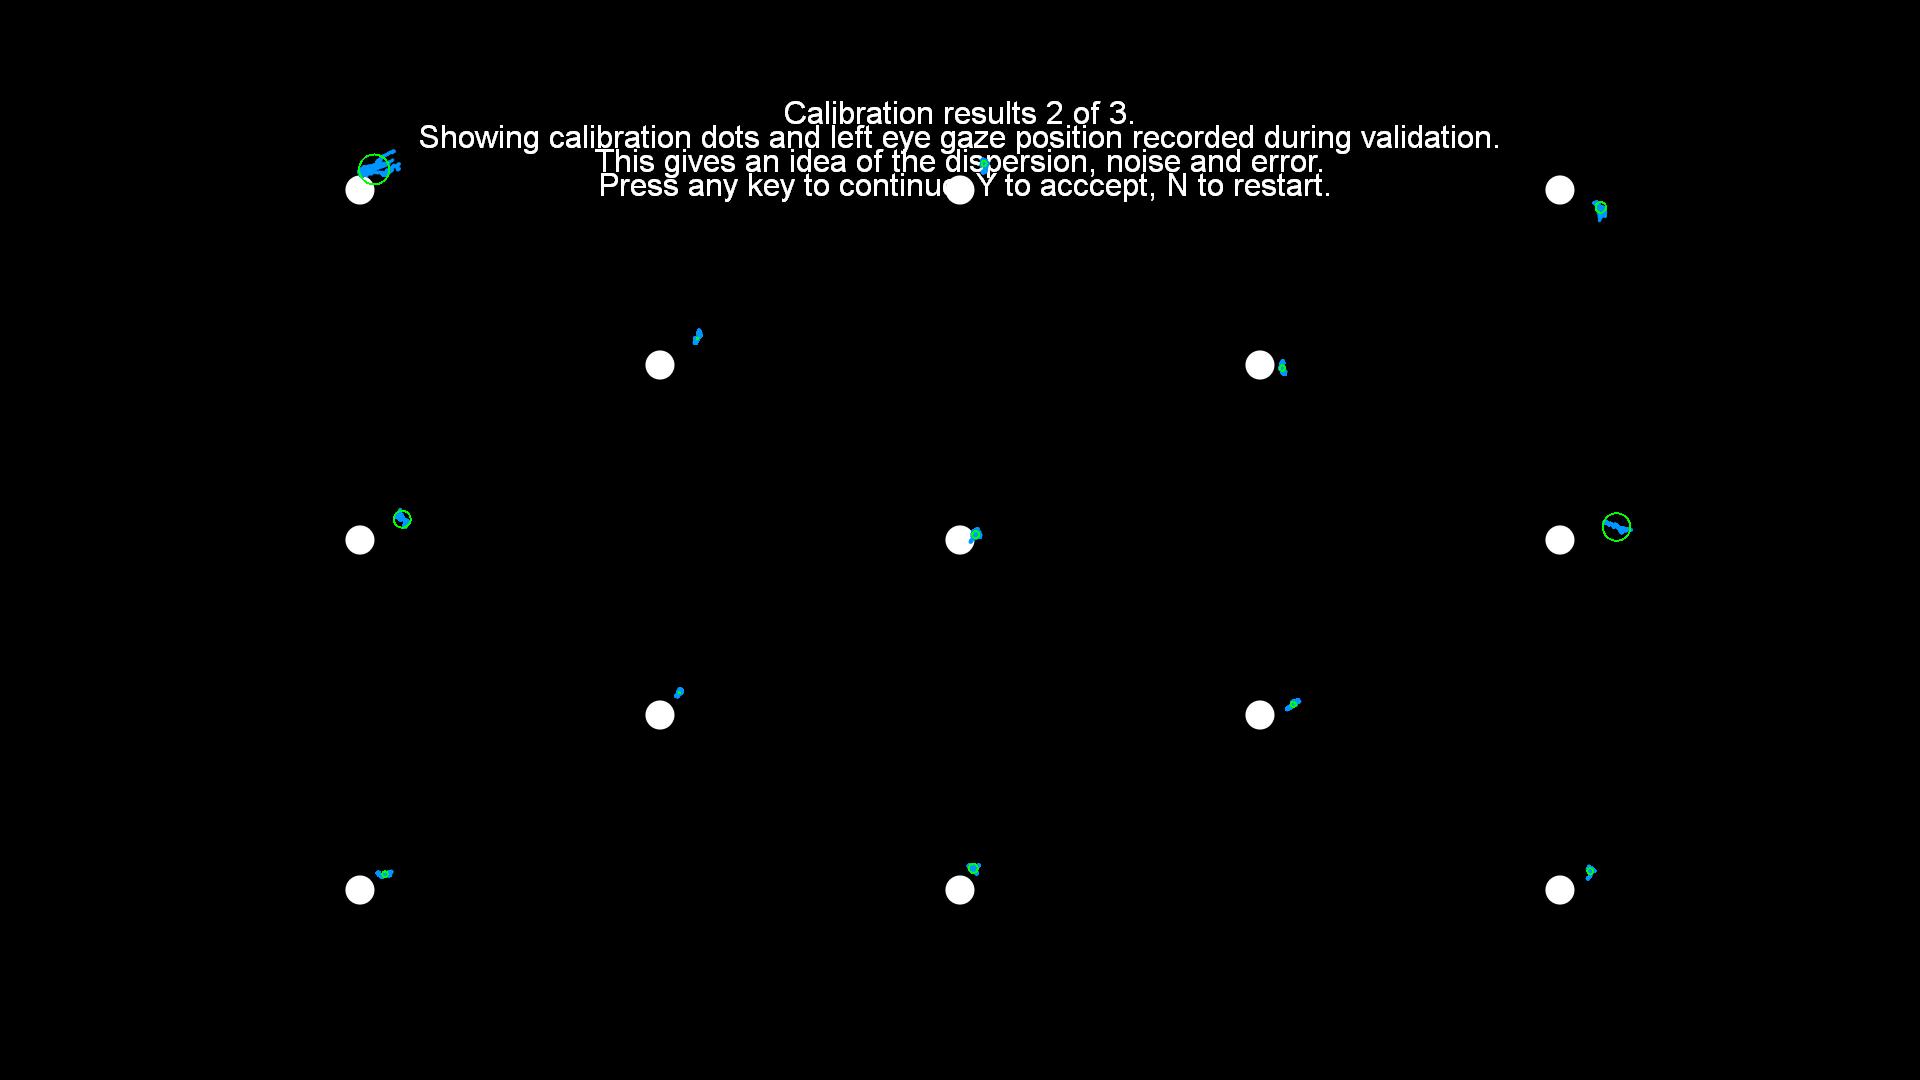 Calibration results 2 of 3.
Showing calibration dots and left eye gaze position recorded during validation.
This gives an idea of the dispersion, noise and error.
Press any key to continue, Y to acccept, N to restart.